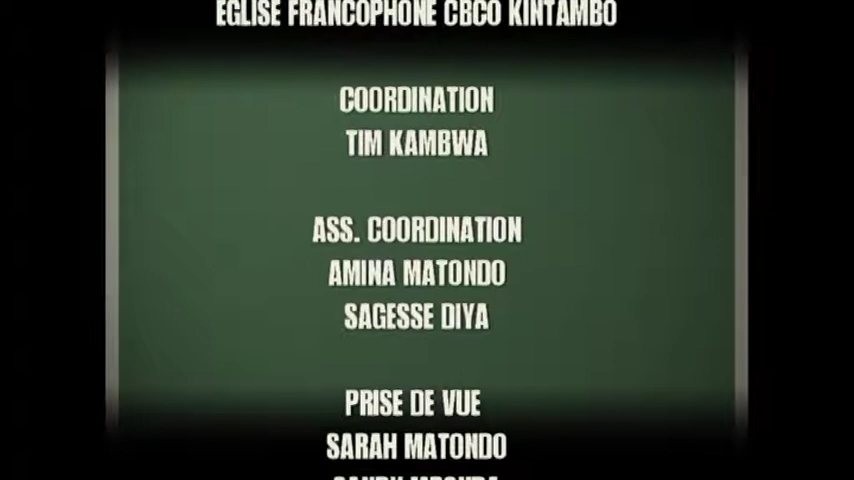 EGLISE FRANCOPHONE CBCO KINTAMBO
COORDINATION
TIM KAMBWA
ASS. COORDINATION
AMINA MATONDO
SAGESSE DIYA
PRISE DE VUE
SARAH MATONDO